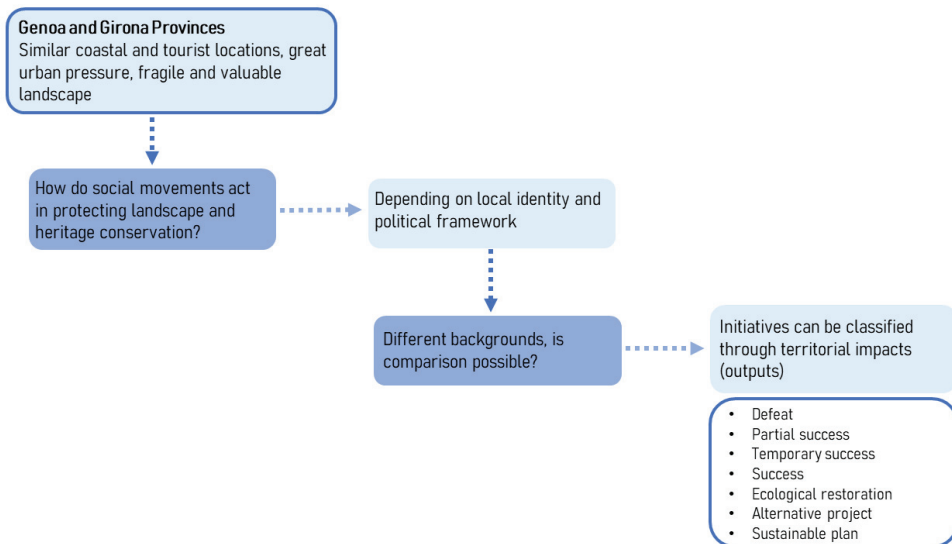 Genoa and Girona Provinces
Similar coastal and tourist locations, great
urban pressure, fragile and valuable
landscape
How do social movements act
in protecting landscape and
heritage conservation?
Depending on local identity and
political framework
Different backgrounds, is
comparison possible?
Initiatives can be classified
through territorial impacts
(outputs)
• Defeat
• Partial success
• Temporary success
• Success
• Ecological restoration
• Alternative project
• Sustainable plan